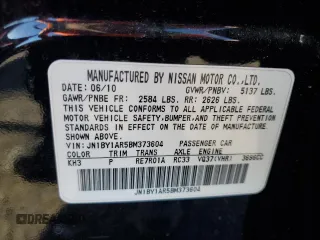 MANUFACTURED BY NISSAN MOTOR CO.,LTD.
DATE: 06/10 GVWR/PNBV: 5137 LBS.
GAWR/PNBE FR: 2584 LBS. RR: 2626 LBS.
THIS VEHICLE CONFORMS TO ALL APPLICABLE FEDERAL
MOTOR VEHICLE SAFETY,BUMPER,AND THEFT PREVENTION
STANDARDS IN EFFECT ON THE DATE OF MANUFACTURE
SHOWN ABOVE.
VIN: JN1BY1AR5BM373604 PASSENGER CAR
COLOR TRIM TRANS AXLE ENGINE
KH3 P RE7R01A RC33 VQ37(VHR) 3696CC
JN1BY1AR5BM373604